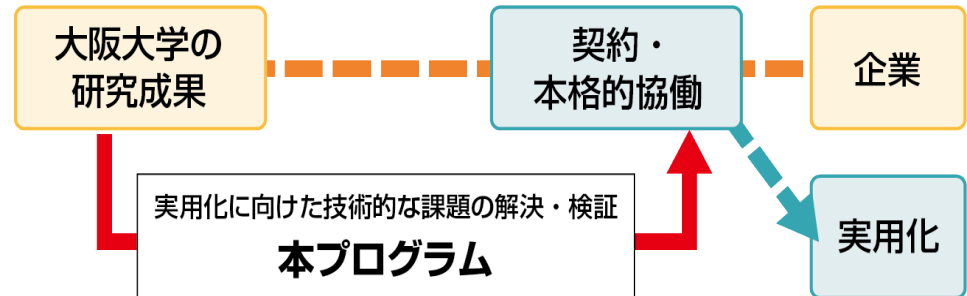 大阪大学の
研究成果
契約・
本格的協働
企業
実用化に向けた技術的な課題の解決・検証
本プログラム
実用化